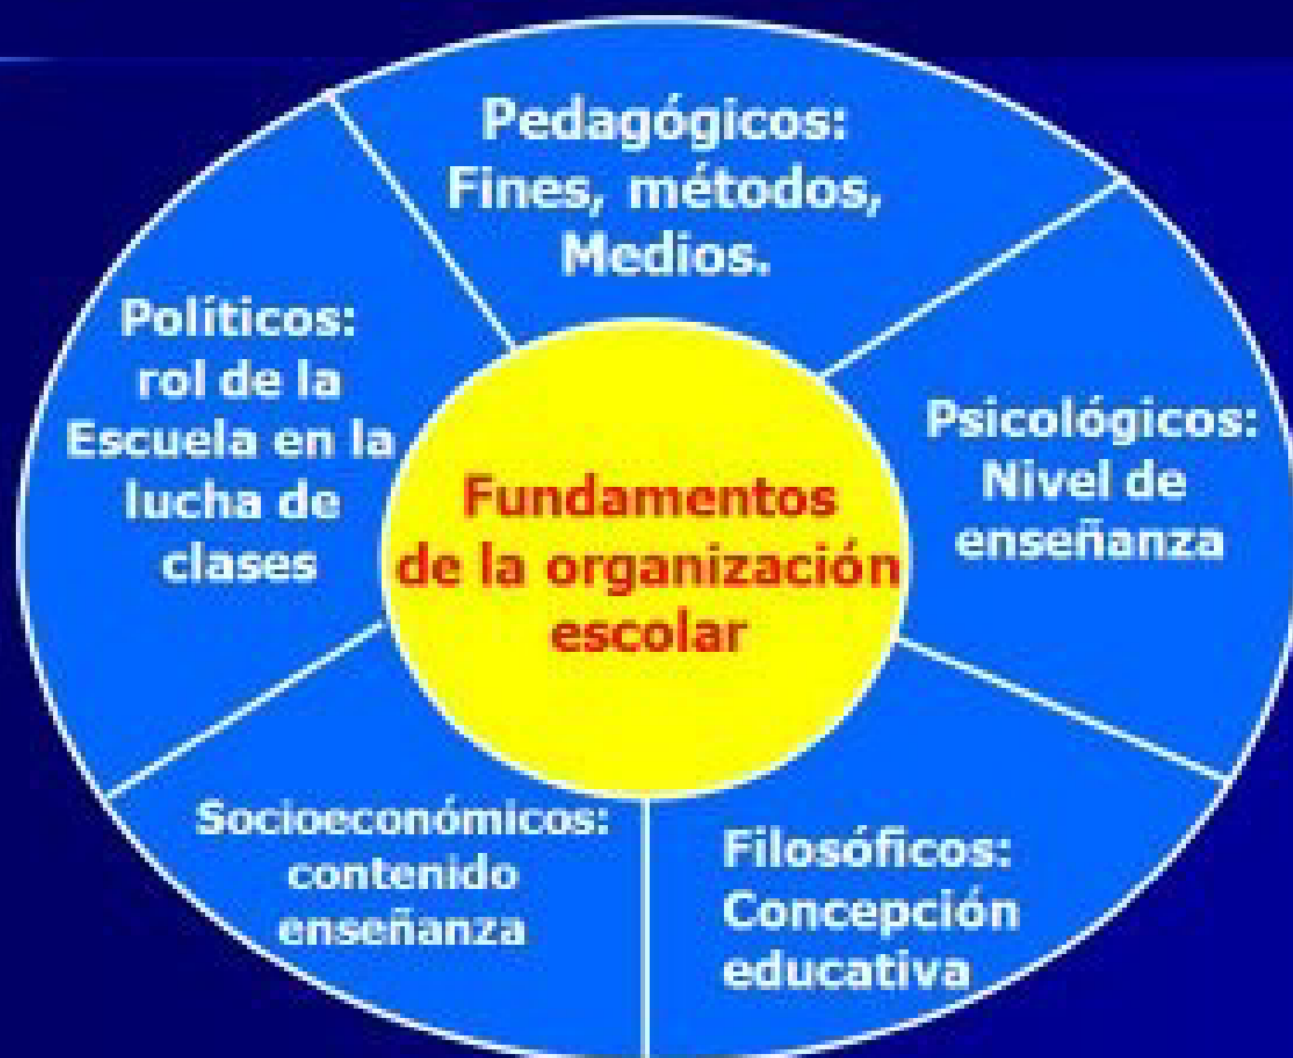 Pedagógicos:
Fines, métodos,
Medios.
Políticos:
rol de la
Escuela en la
lucha de
clases
Psicológicos:
Nivel de
enseñanza
Fundamentos
de la organización
escolar
Socioeconómicos:
contenido
enseñanza
Filosóficos:
Concepción
educativa